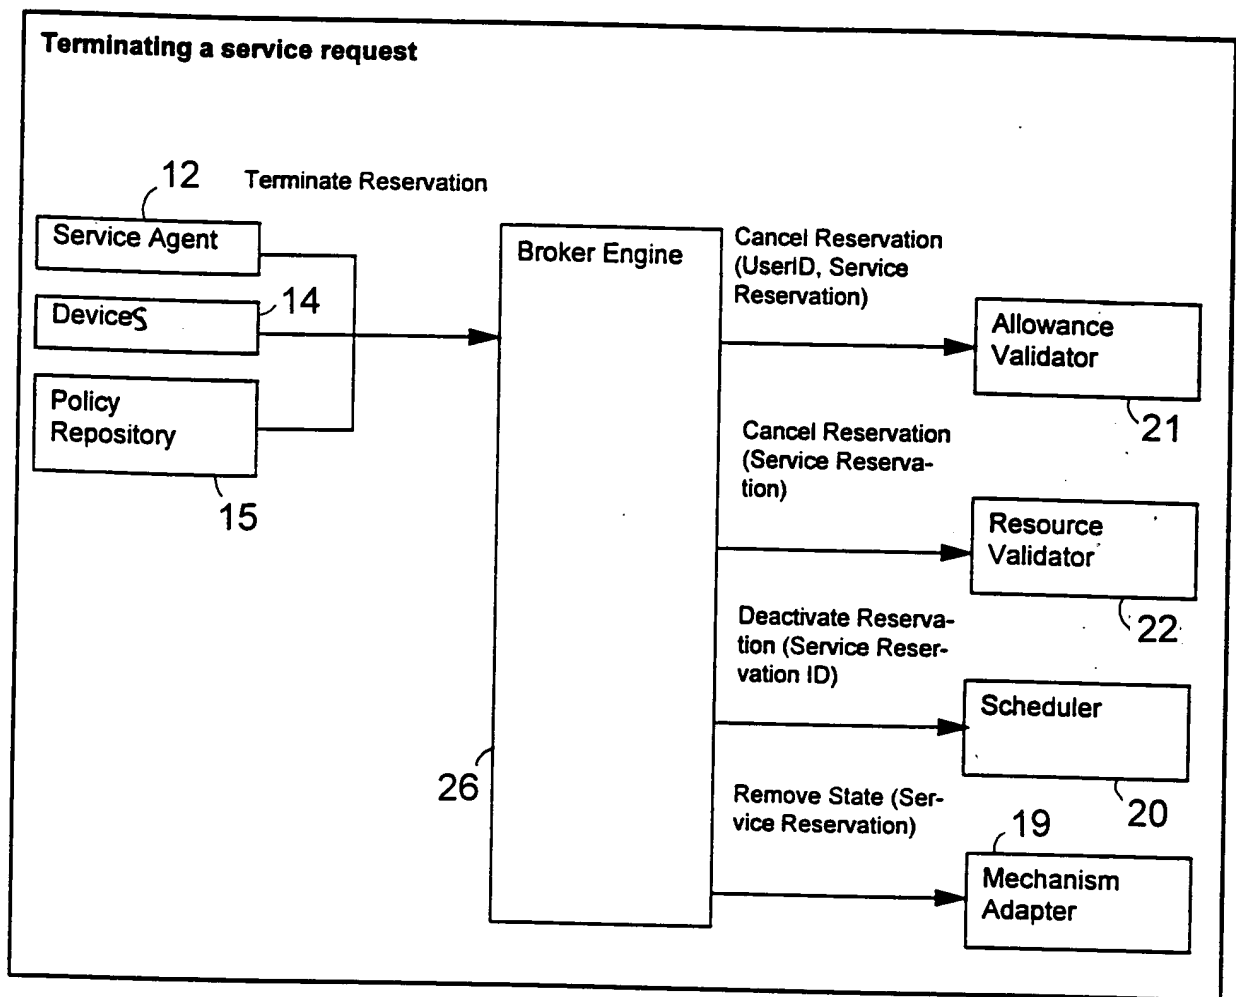 Terminating a service request
12
Terminate Reservation
Service Agent
Devices
14
Policy
Repository
15
Broker Engine
26
Cancel Reservation
(UserID, Service
Reservation)
Allowance
Validator
21
Cancel Reservation
(Service Reserva-
tion)
Resource
Validator
22
Deactivate Reserva-
tion (Service Reser-
vation ID)
Scheduler
20
Remove State (Ser-
vice Reservation)
19
Mechanism
Adapter